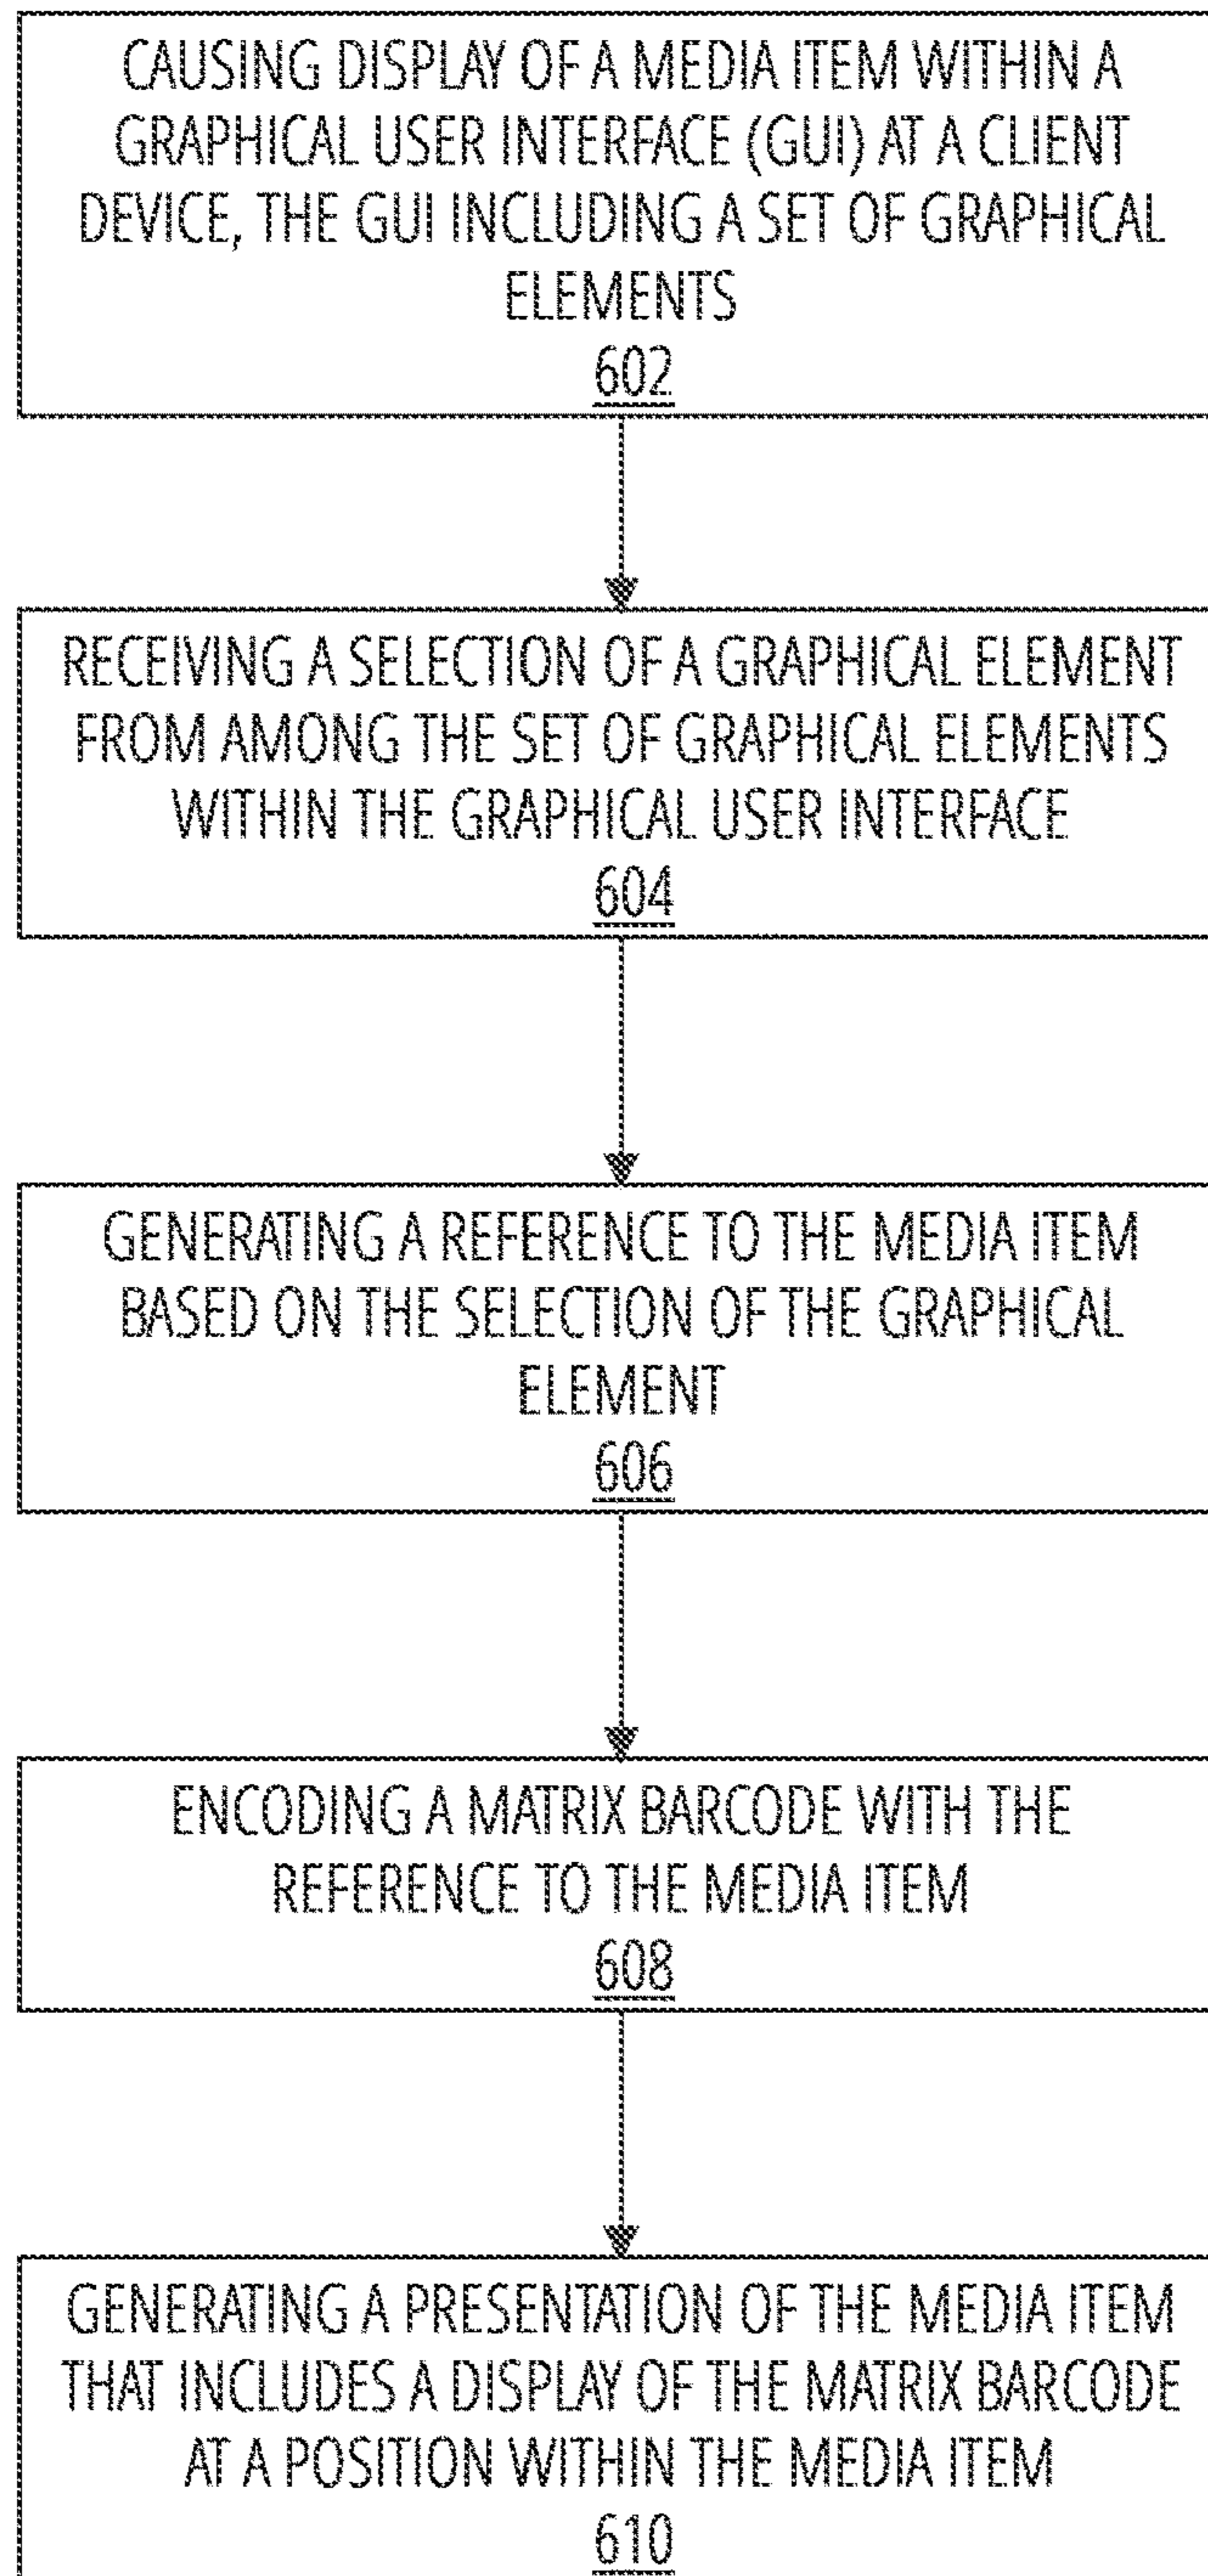 CAUSING DISPLAY OF A MEDIA ITEM WITHIN A
GRAPHICAL USER INTERFACE (GUI) AT A CLIENT
DEVICE, THE GUI INCLUDING A SET OF GRAPHICAL
ELEMENTS
602
RECEIVING A SELECTION OF A GRAPHICAL ELEMENT
FROM AMONG THE SET OF GRAPHICAL ELEMENTS
WITHIN THE GRAPHICAL USER INTERFACE
604
GENERATING A REFERENCE TO THE MEDIA ITEM
BASED ON THE SELECTION OF THE GRAPHICAL
ELEMENT
606
ENCODING A MATRIX BARCODE WITH THE
REFERENCE TO THE MEDIA ITEM
608
GENERATING A PRESENTATION OF THE MEDIA ITEM
THAT INCLUDES A DISPLAY OF THE MATRIX BARCODE
AT A POSITION WITHIN THE MEDIA ITEM
610